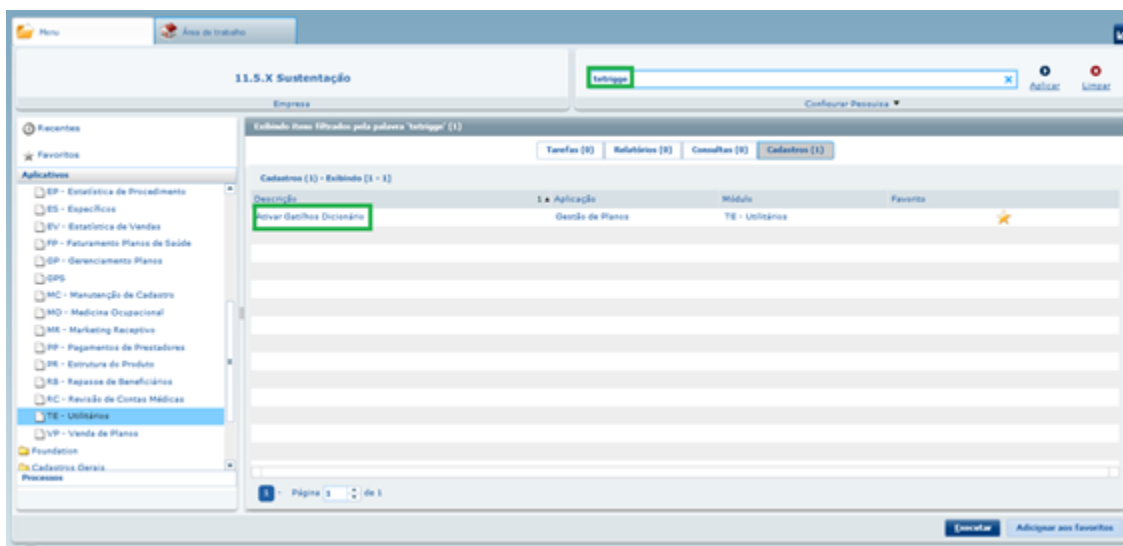 Menu
Área de trabalho
11.5.X Sustentação
Empresa
tetrigge
Aplicar
Limpar
Configurar Pesquisa
Recentes
Favoritos
Aplicativos
EP - Estatística de Procedimento
ES - Específicos
EV - Estatística de Vendas
FP - Faturamento Planos de Saúde
GP - Gerenciamento Planos
GPS
MC - Manutenção de Cadastro
MO - Medicina Ocupacional
MR - Marketing Receptivo
PP - Pagamentos de Prestadores
PR - Estrutura do Produto
RB - Repasse de Beneficiários
RC - Revisão de Contas Médicas
TE - Utilitários
VP - Venda de Planos
Foundation
Cadastros Gerais
Processos
Exibindo itens filtrados pela palavra 'tetrigge' (1)
Tarefas (0) Relatórios (0) Consultas (0) Cadastros (1)
Cadastros (1) - Exibindo [1 - 1]
Descrição 1 Aplicação Módulo Favorito
Ativar Gatilhos Dicionário Gestão de Planos TE - Utilitários
1 - Página 1 de 1
Executar Adicionar aos favoritos